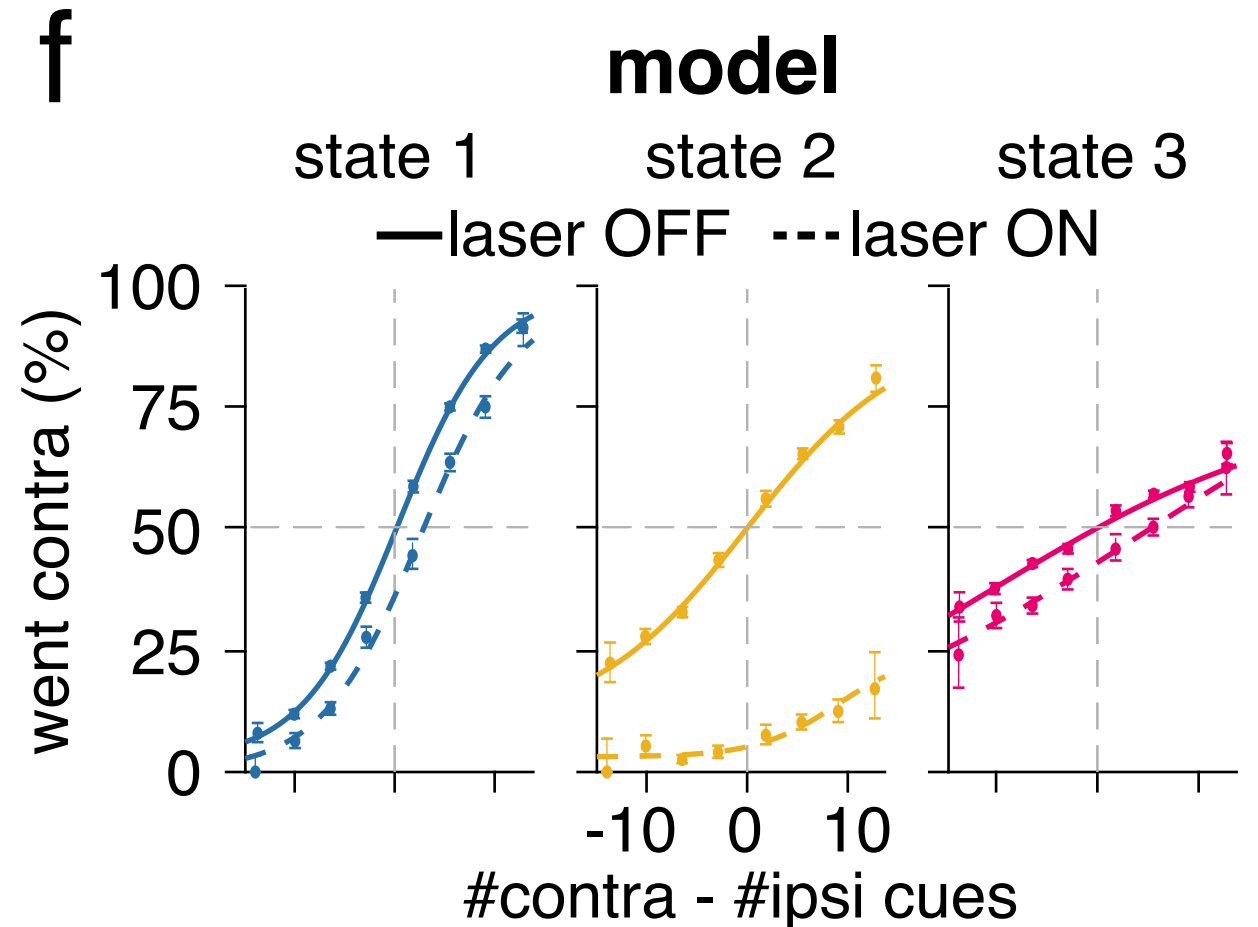 f
model
state 1 state 2 state 3
laser OFF laser ON
100
75
50
25
0
went contra (%)
-10 0 10
#contra - #ipsi cues